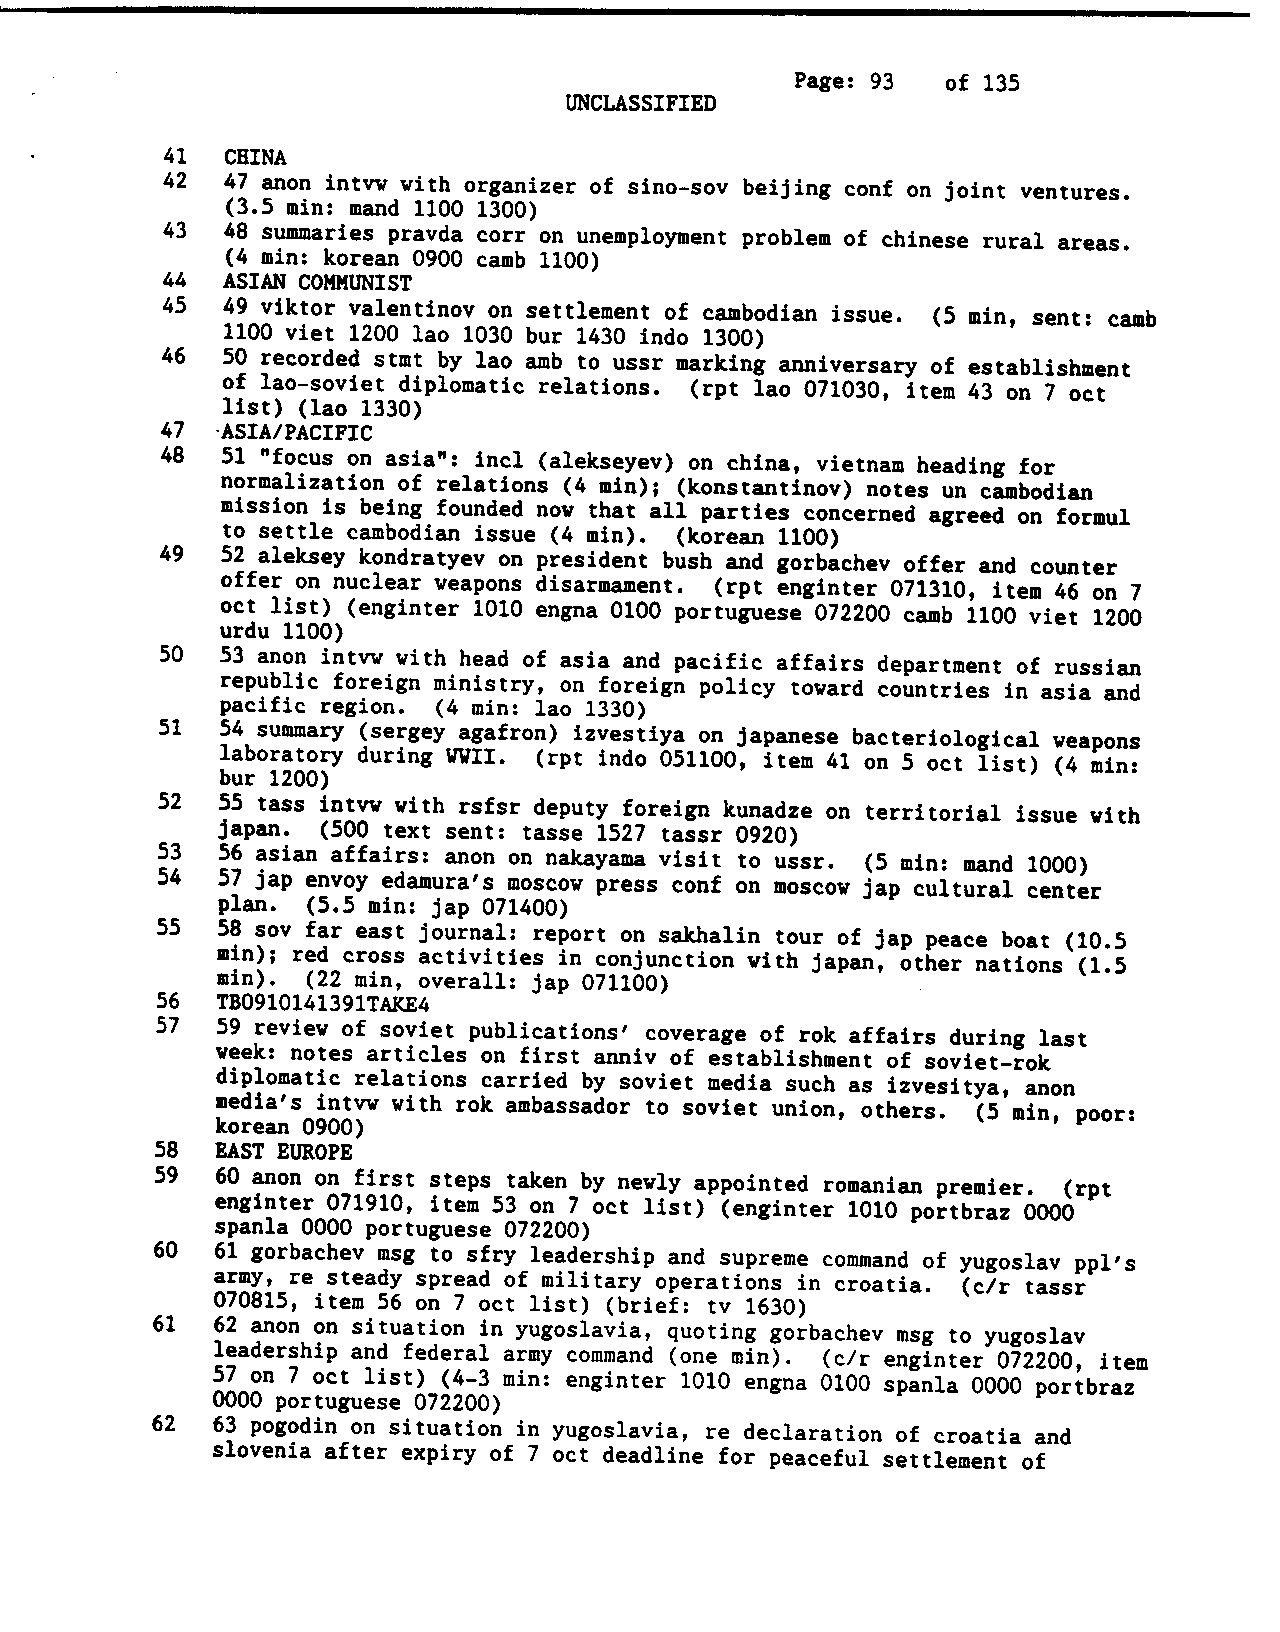 Page: 93 of 135
UNCLASSIFIED
41 CHINA
42 47 anon intvw with organizer of sino-sov beijing conf on joint ventures.
(3.5 min: mand 1100 1300)
43 48 summaries pravda corr on unemployment problem of chinese rural areas.
(4 min: korean 0900 camb 1100)
44 ASIAN COMMUNIST
45 49 viktor valentinov on settlement of cambodian issue. (5 min, sent: camb
1100 viet 1200 lao 1030 bur 1430 indo 1300)
46 50 recorded stmt by lao amb to ussr marking anniversary of establishment
of lao-soviet diplomatic relations. (rpt lao 071030, item 43 on 7 oct
list) (lao 1330)
47 ASIA/PACIFIC
48 51 "focus on asia": incl (alekseyev) on china, vietnam heading for
normalization of relations (4 min); (konstantinov) notes un cambodian
mission is being founded now that all parties concerned agreed on formul
to settle cambodian issue (4 min). (korean 1100)
49 52 aleksey kondratyev on president bush and gorbachev offer and counter
offer on nuclear weapons disarmament. (rpt enginter 071310, item 46 on 7
oct list) (enginter 1010 engna 0100 portuguese 072200 camb 1100 viet 1200
urdu 1100)
50 53 anon intvw with head of asia and pacific affairs department of russian
republic foreign ministry, on foreign policy toward countries in asia and
pacific region. (4 min: lao 1330)
51 54 summary (sergey agafron) izvestiya on japanese bacteriological weapons
laboratory during WWII. (rpt indo 051100, item 41 on 5 oct list) (4 min:
bur 1200)
52 55 tass intvw with rsfsr deputy foreign kunadze on territorial issue with
japan. (500 text sent: tasse 1527 tassr 0920)
53 56 asian affairs: anon on nakayama visit to ussr. (5 min: mand 1000)
54 57 jap envoy edamura's moscow press conf on moscow jap cultural center
plan. (5.5 min: jap 071400)
55 58 sov far east journal: report on sakhalin tour of jap peace boat (10.5
min); red cross activities in conjunction with japan, other nations (1.5
min). (22 min, overall: jap 071100)
56 TB0910141391TAKE4
57 59 review of soviet publications' coverage of rok affairs during last
week: notes articles on first anniv of establishment of soviet-rok
diplomatic relations carried by soviet media such as izvesitya, anon
media's intvw with rok ambassador to soviet union, others. (5 min, poor:
korean 0900)
58 EAST EUROPE
59 60 anon on first steps taken by newly appointed romanian premier. (rpt
enginter 071910, item 53 on 7 oct list) (enginter 1010 portbraz 0000
spanla 0000 portuguese 072200)
60 61 gorbachev msg to sfry leadership and supreme command of yugoslav ppl's
army, re steady spread of military operations in croatia. (c/r tassr
070815, item 56 on 7 oct list) (brief: tv 1630)
61 62 anon on situation in yugoslavia, quoting gorbachev msg to yugoslav
leadership and federal army command (one min). (c/r enginter 072200, item
57 on 7 oct list) (4-3 min: enginter 1010 engna 0100 spanla 0000 portbraz
0000 portuguese 072200)
62 63 pogodin on situation in yugoslavia, re declaration of croatia and
slovenia after expiry of 7 oct deadline for peaceful settlement of